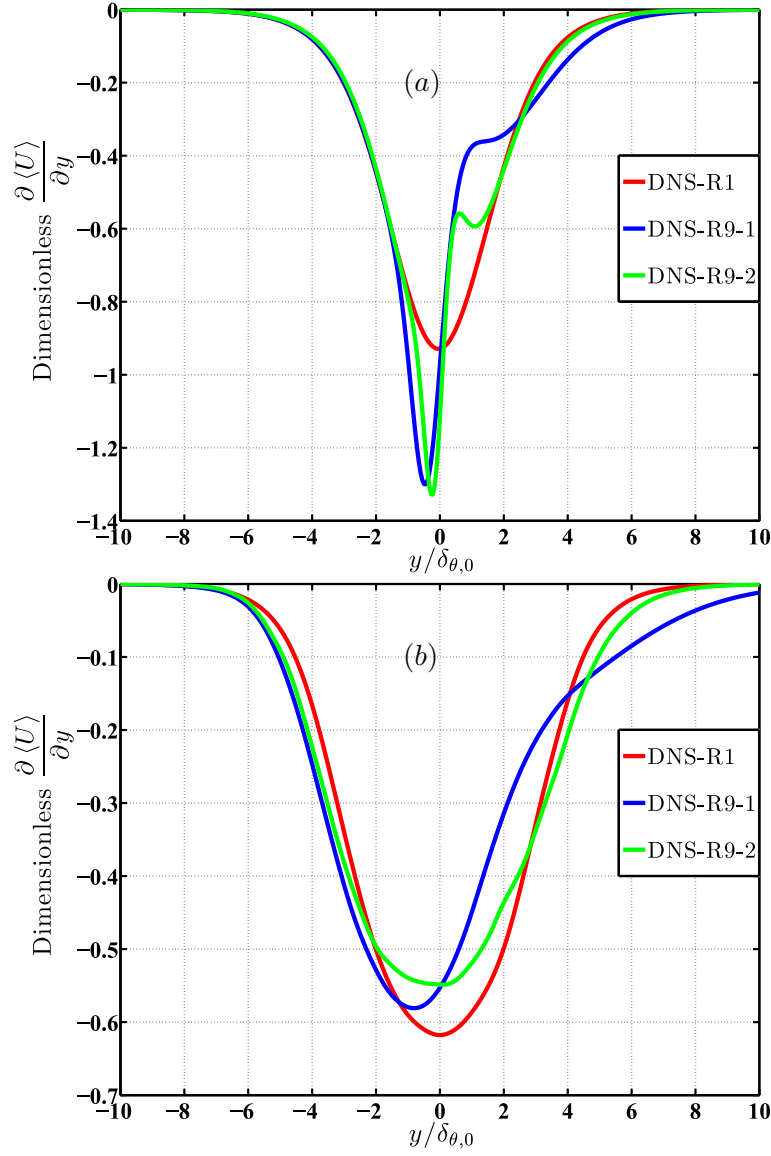 0
−0.2
−0.4
−0.6
−0.8
−1
−1.2
−1.4
Dimensionless ∂⟨U⟩/∂y
(a)
DNS-R1
DNS-R9-1
DNS-R9-2
−10 −8 −6 −4 −2 0 2 4 6 8 10
y/δθ,0
0
−0.1
−0.2
−0.3
−0.4
−0.5
−0.6
−0.7
Dimensionless ∂⟨U⟩/∂y
(b)
DNS-R1
DNS-R9-1
DNS-R9-2
−10 −8 −6 −4 −2 0 2 4 6 8 10
y/δθ,0